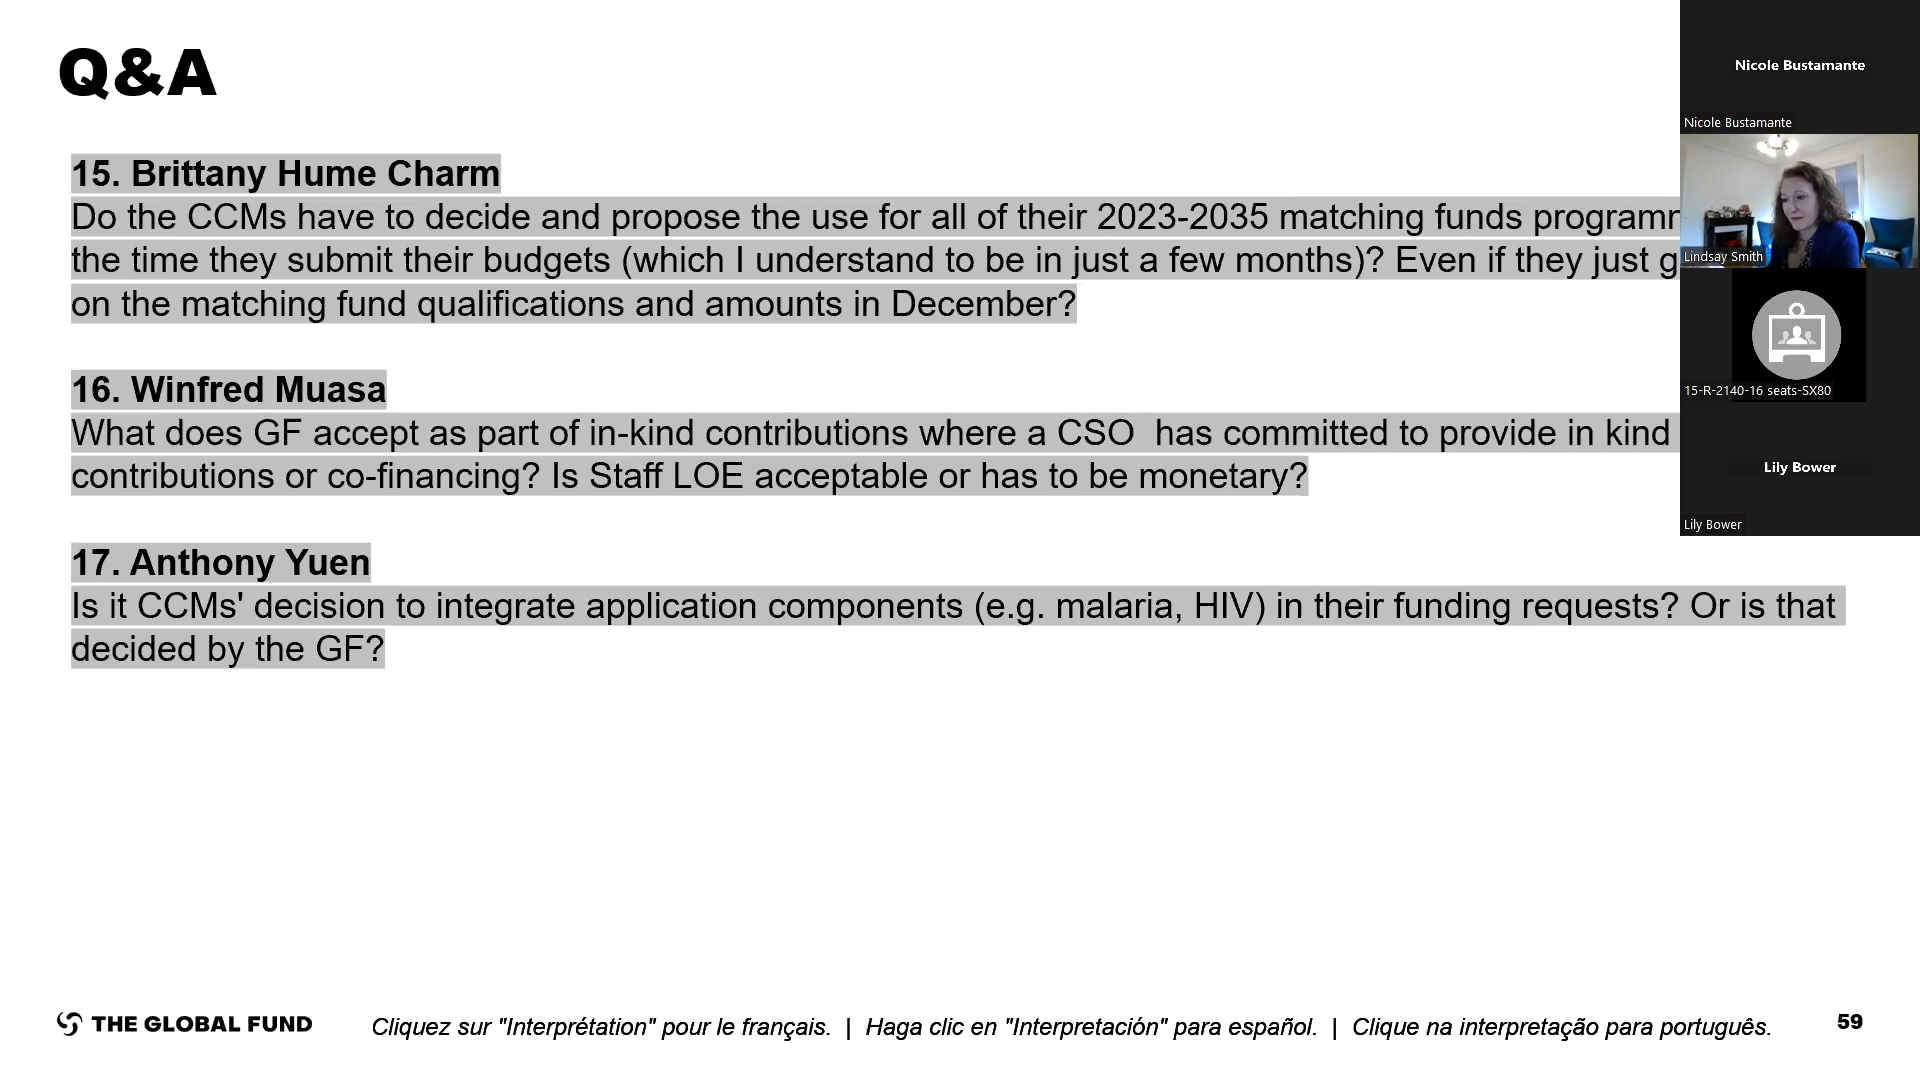 Q&A
15. Brittany Hume Charm
Do the CCMs have to decide and propose the use for all of their 2023-2035 matching funds
the time they submit their budgets (which I understand to be in just a few months)? Even if they just
on the matching fund qualifications and amounts in December?
16. Winfred Muasa
What does GF accept as part of in-kind contributions where a CSO  has committed to provide in kind
contributions or co-financing? Is Staff LOE acceptable or has to be monetary?
17. Anthony Yuen
Is it CCMs' decision to integrate application components (e.g. malaria, HIV) in their funding requests? Or is that
decided by the GF?
THE GLOBAL FUND
Cliquez sur "Interprétation" pour le français. | Haga clic en "Interpretación" para español. | Clique na interpretação para português.
59
Nicole Bustamante
Nicole Bustamante
Lindsay Smith
15-R-2140-16 seats-SX80
Lily Bower
Lily Bower